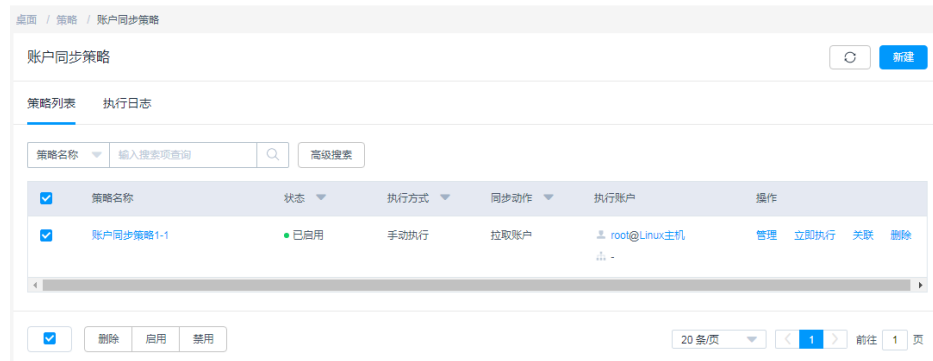 桌面 / 策略 / 账户同步策略
账户同步策略 新建
策略列表 执行日志
策略名称 输入搜索项查询 高级搜索
策略名称 状态 执行方式 同步动作 执行账户 操作
账户同步策略1-1 已启用 手动执行 拉取账户 root@Linux主机 管理 立即执行 关联 删除
-
删除 启用 禁用 20 条/页 1 前往 1 页